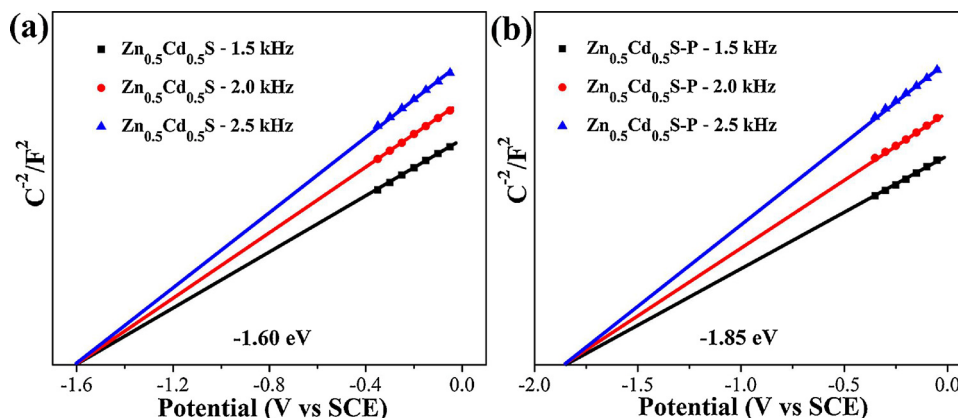 (a)
Zn0.5Cd0.5S - 1.5 kHz
Zn0.5Cd0.5S - 2.0 kHz
Zn0.5Cd0.5S - 2.5 kHz
C-2/F2
-1.60 eV
-1.6 -1.2 -0.8 -0.4 0.0
Potential (V vs SCE)
(b)
Zn0.5Cd0.5S-P - 1.5 kHz
Zn0.5Cd0.5S-P - 2.0 kHz
Zn0.5Cd0.5S-P - 2.5 kHz
C-2/F2
-1.85 eV
-2.0 -1.5 -1.0 -0.5 0.0
Potential (V vs SCE)